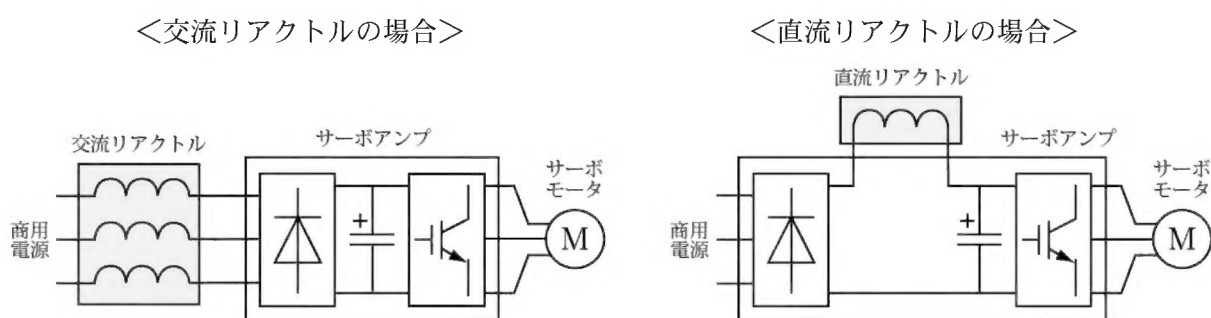 ＜交流リアクトルの場合＞
交流リアクトル
サーボアンプ
サーボ
モータ
商用
電源
+
M
＜直流リアクトルの場合＞
直流リアクトル
サーボアンプ
サーボ
モータ
商用
電源
+
M